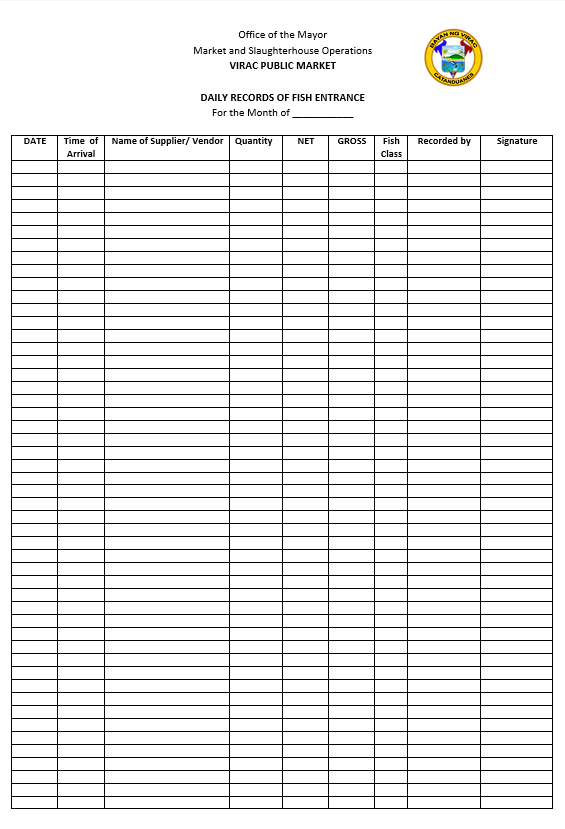 Office of the Mayor
Market and Slaughterhouse Operations
VIRAC PUBLIC MARKET
BAYAN NG VIRAC
CATANDUANES
DAILY RECORDS OF FISH ENTRANCE
For the Month of ___________
DATE Time of Name of Supplier/ Vendor Quantity NET GROSS Fish Recorded by Signature
Arrival Class